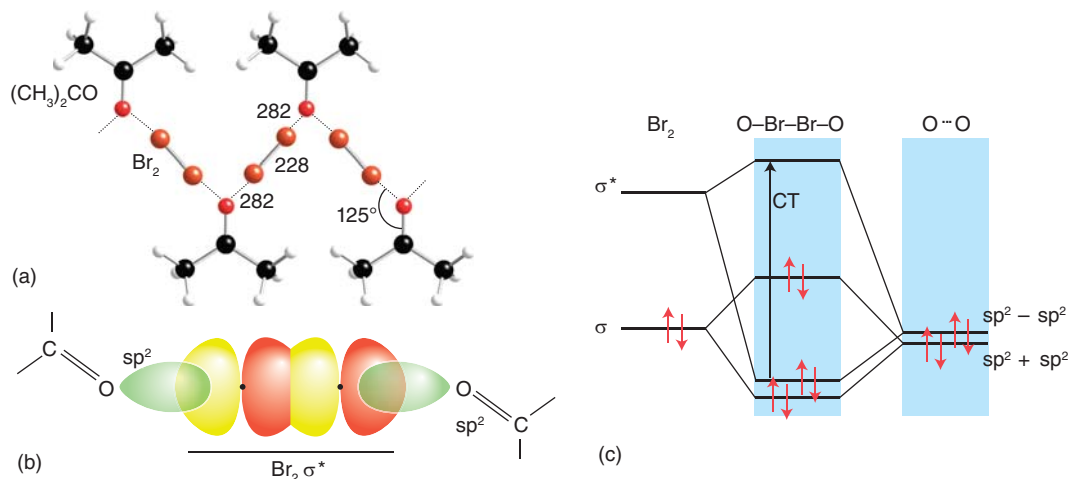 (CH₃)₂CO
282
Br₂
228
282
125°
(a)
sp²
C
O
O
sp²
C
Br₂ σ*
(b)
Br₂
O–Br–Br–O
O···O
σ*
CT
σ
sp² − sp²
sp² + sp²
(c)